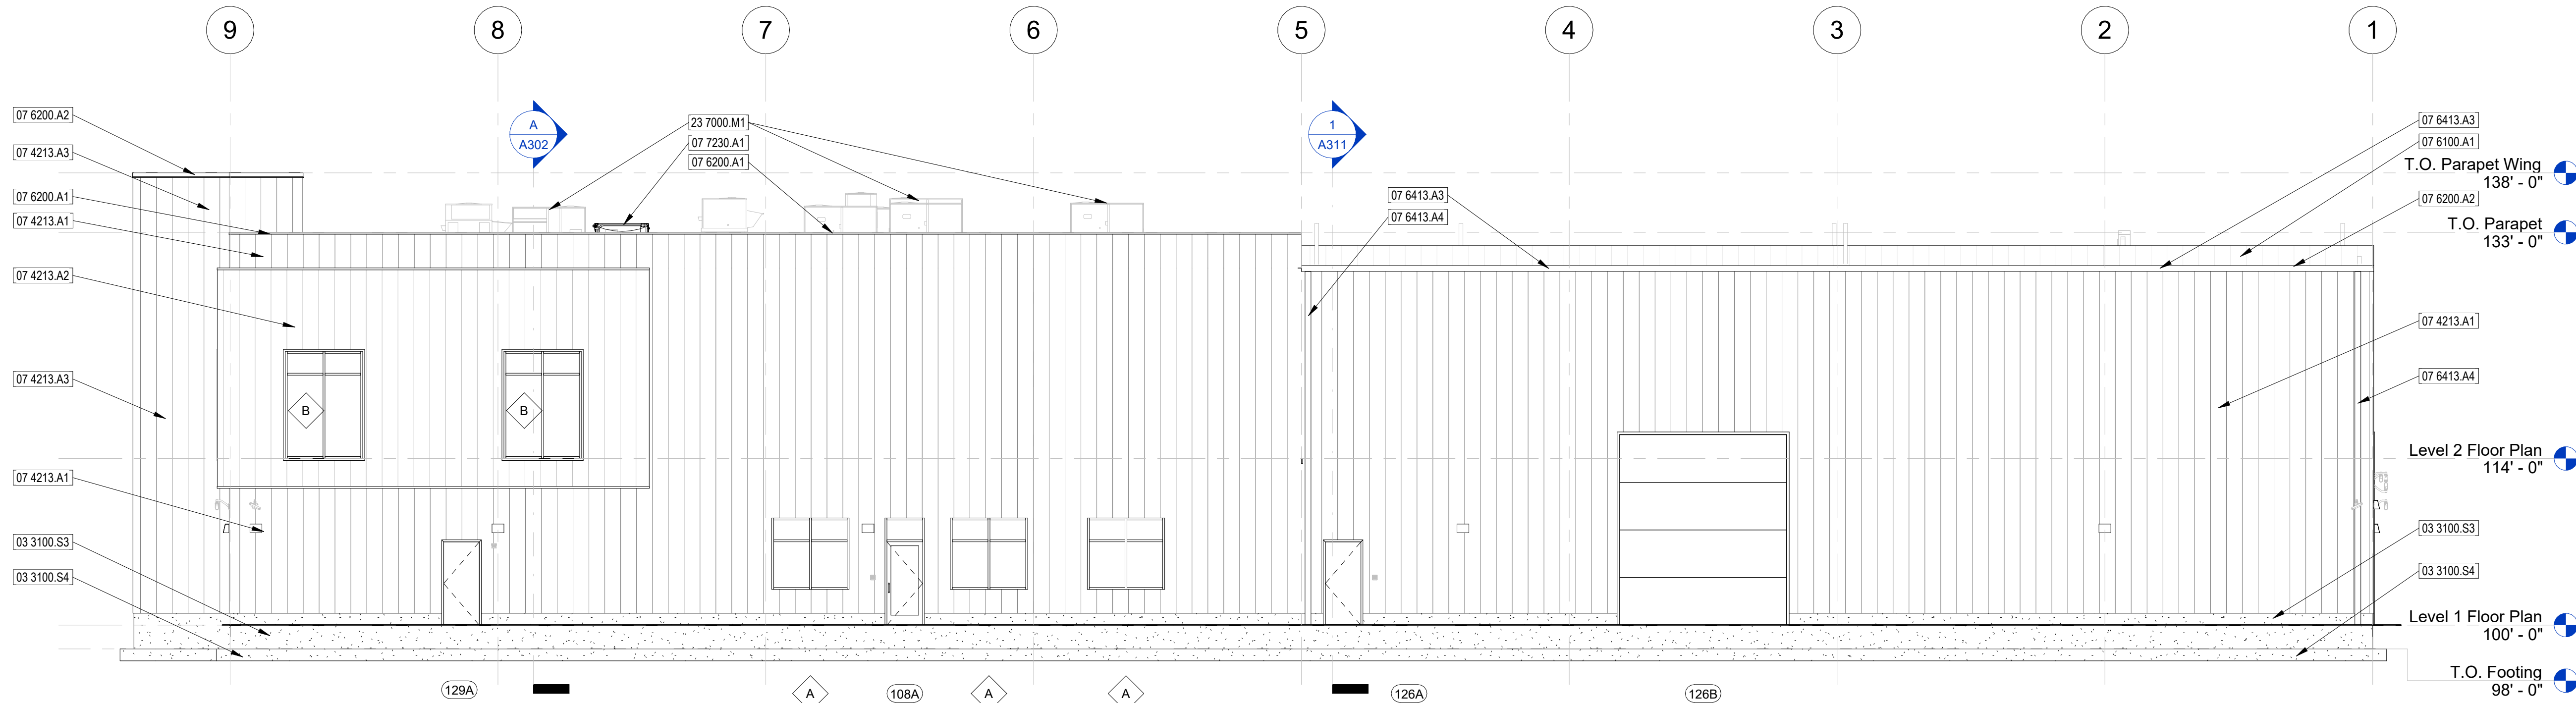 9
8
7
6
5
4
3
2
1
07 6200.A2
07 4213.A3
07 6200.A1
07 4213.A1
07 4213.A2
07 4213.A3
07 4213.A1
03 3100.S3
03 3100.S4
A
A302
23 7000.M1
07 7230.A1
07 6200.A1
1
A311
07 6413.A3
07 6413.A4
07 6413.A3
07 6100.A1
07 6200.A2
07 4213.A1
07 6413.A4
03 3100.S3
03 3100.S4
T.O. Parapet Wing
138' - 0"
T.O. Parapet
133' - 0"
Level 2 Floor Plan
114' - 0"
Level 1 Floor Plan
100' - 0"
T.O. Footing
98' - 0"
B
B
129A
A
108A
A
A
126A
126B